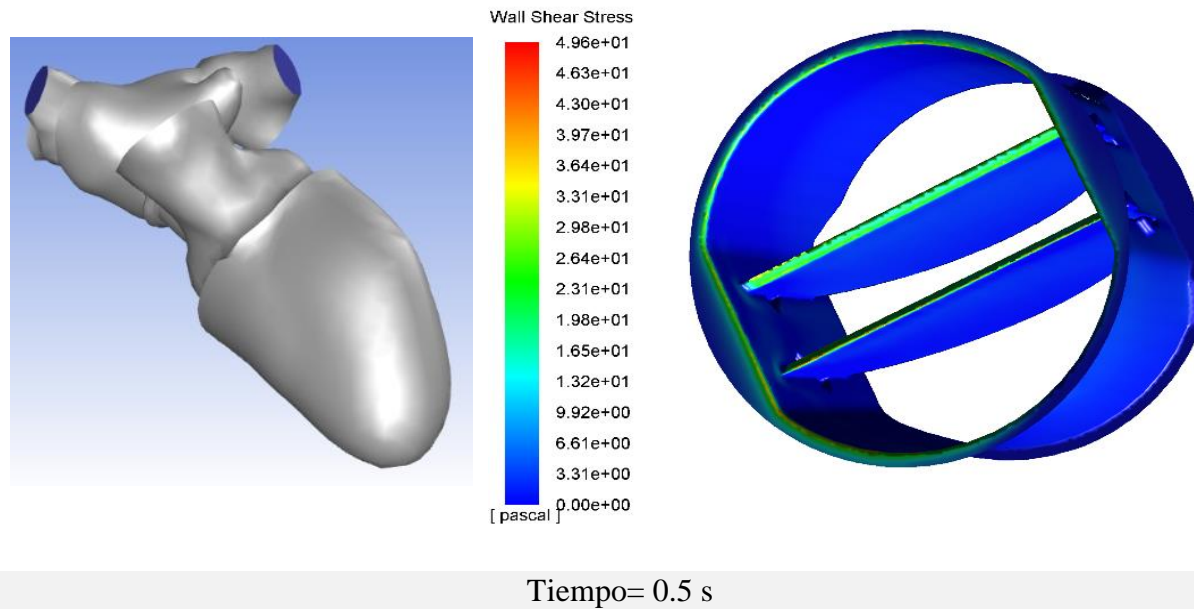 Wall Shear Stress
4.96e+01
4.63e+01
4.30e+01
3.97e+01
3.64e+01
3.31e+01
2.98e+01
2.64e+01
2.31e+01
1.98e+01
1.65e+01
1.32e+01
9.92e+00
6.61e+00
3.31e+00
0.00e+00
[ pascal ]
Tiempo= 0.5 s